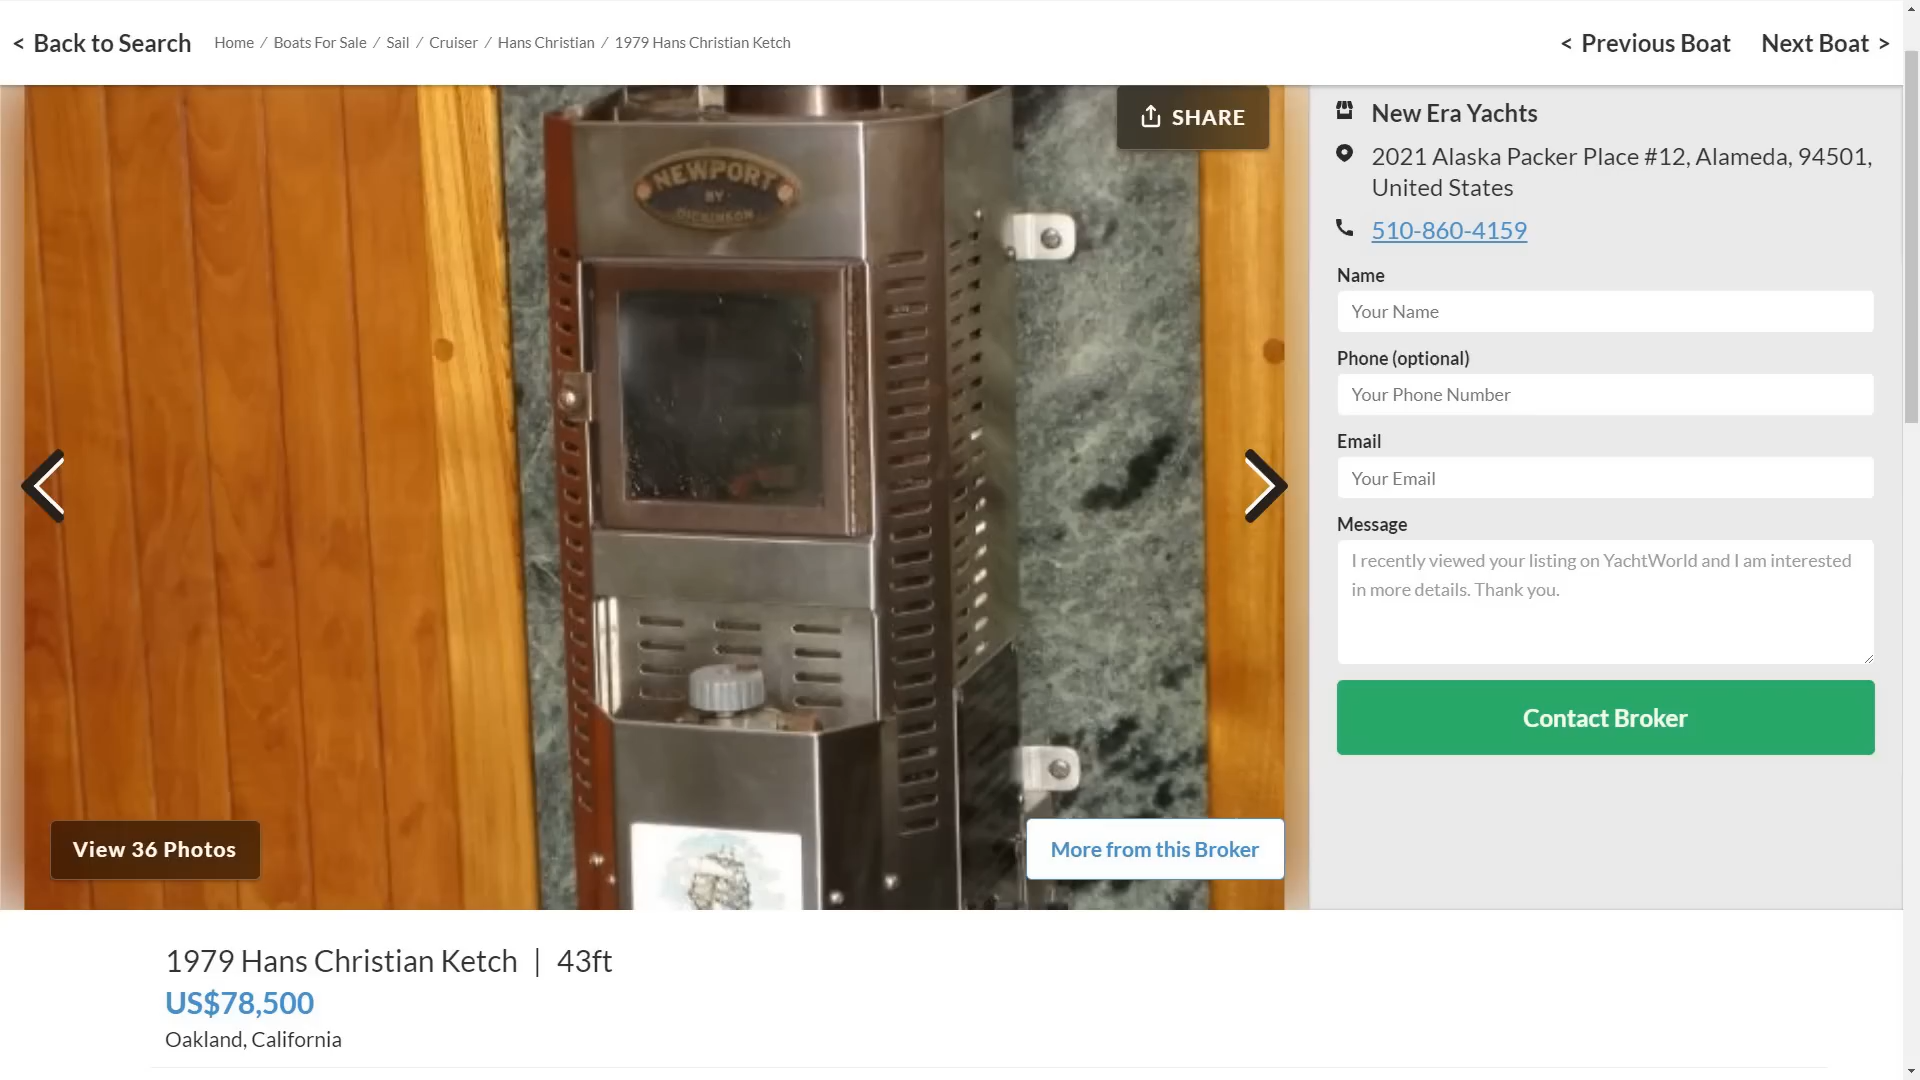 < Back to Search
Home / Boats For Sale / Sail / Cruiser / Hans Christian / 1979 Hans Christian Ketch
< Previous Boat
Next Boat >
SHARE
NEWPORT
BY
DICKINSON
View 36 Photos
More from this Broker
New Era Yachts
2021 Alaska Packer Place #12, Alameda, 94501,
United States
510-860-4159
Name
Your Name
Phone (optional)
Your Phone Number
Email
Your Email
Message
I recently viewed your listing on YachtWorld and I am interested
in more details. Thank you.
Contact Broker
1979 Hans Christian Ketch | 43ft
US$78,500
Oakland, California